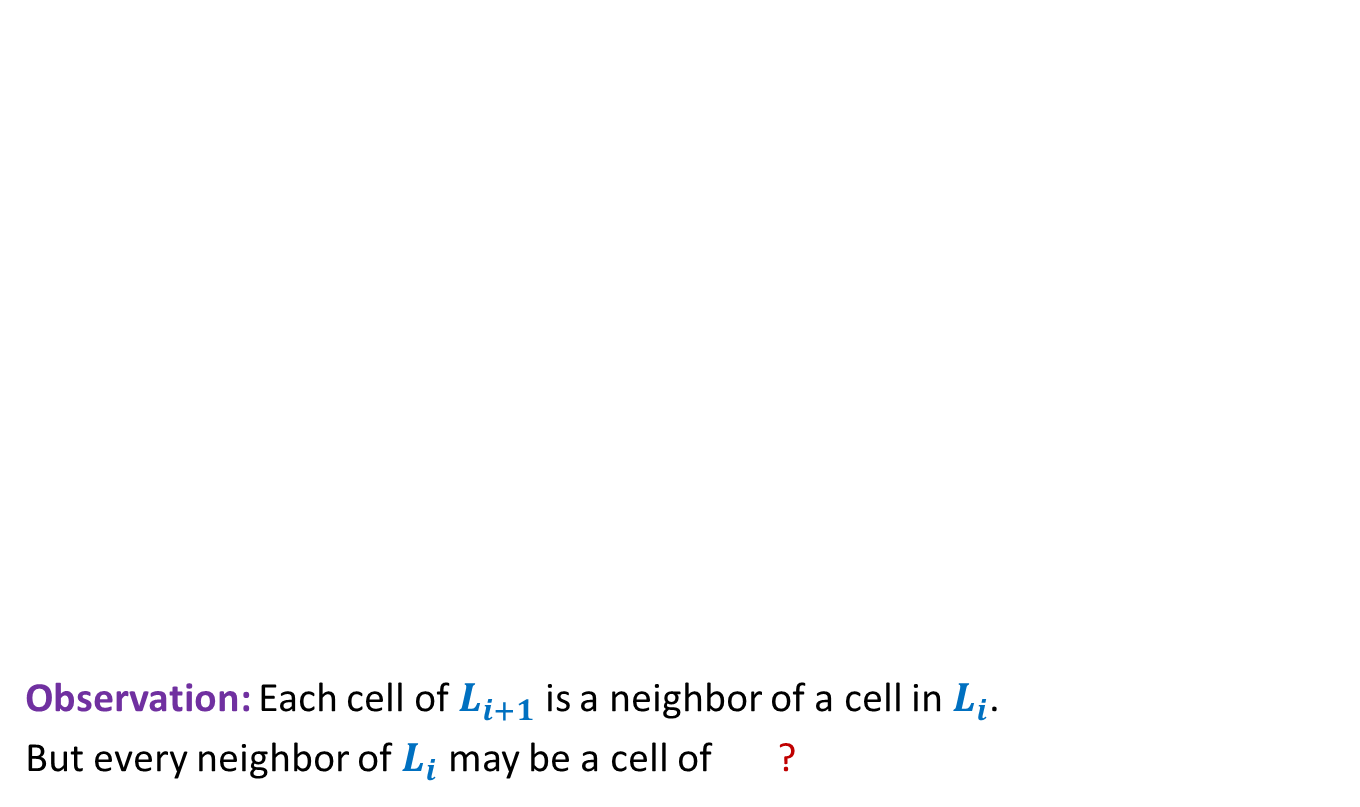 Observation: Each cell of L_{i+1} is a neighbor of a cell in L_i.
But every neighbor of L_i may be a cell of ?